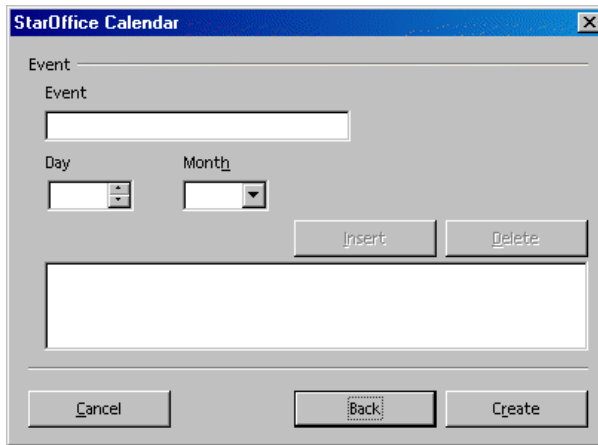 StarOffice Calendar
Event
Event
Day Month
Insert Delete
Cancel Back Create